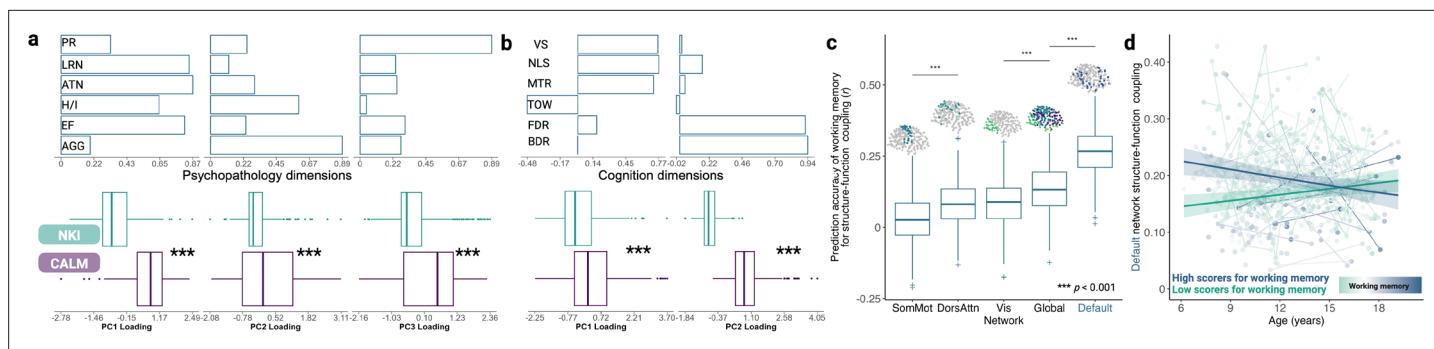 a
PR
LRN
ATN
H/I
EF
AGG
0 0.22 0.43 0.65 0.87
0 0.22 0.45 0.67 0.89
0 0.22 0.45 0.67 0.89
Psychopathology dimensions
NKI
CALM
***
***
***
-2.78 -1.46 -0.15 1.17 2.49
PC1 Loading
-2.08 -0.78 0.52 1.82 3.11
PC2 Loading
-2.16 -1.03 0.10 1.23 2.36
PC3 Loading
b
VS
NLS
MTR
TOW
FDR
BDR
-0.48 -0.17 0.14 0.46 0.77
-0.02 0.22 0.46 0.70 0.94
Cognition dimensions
***
***
-2.25 -0.77 0.72 2.21 3.70
PC1 Loading
-1.84 -0.37 1.10 2.58 4.05
PC2 Loading
c
Prediction accuracy of working memory
for structure-function coupling (r)
0.50
0.25
0
-0.25
***
***
***
*** p < 0.001
SomMot DorsAttn Vis Global Default
Network
d
Default network structure-function coupling
0.40
0.30
0.20
0.10
0
High scorers for working memory
Low scorers for working memory
Working memory
6 9 12 15 18
Age (years)